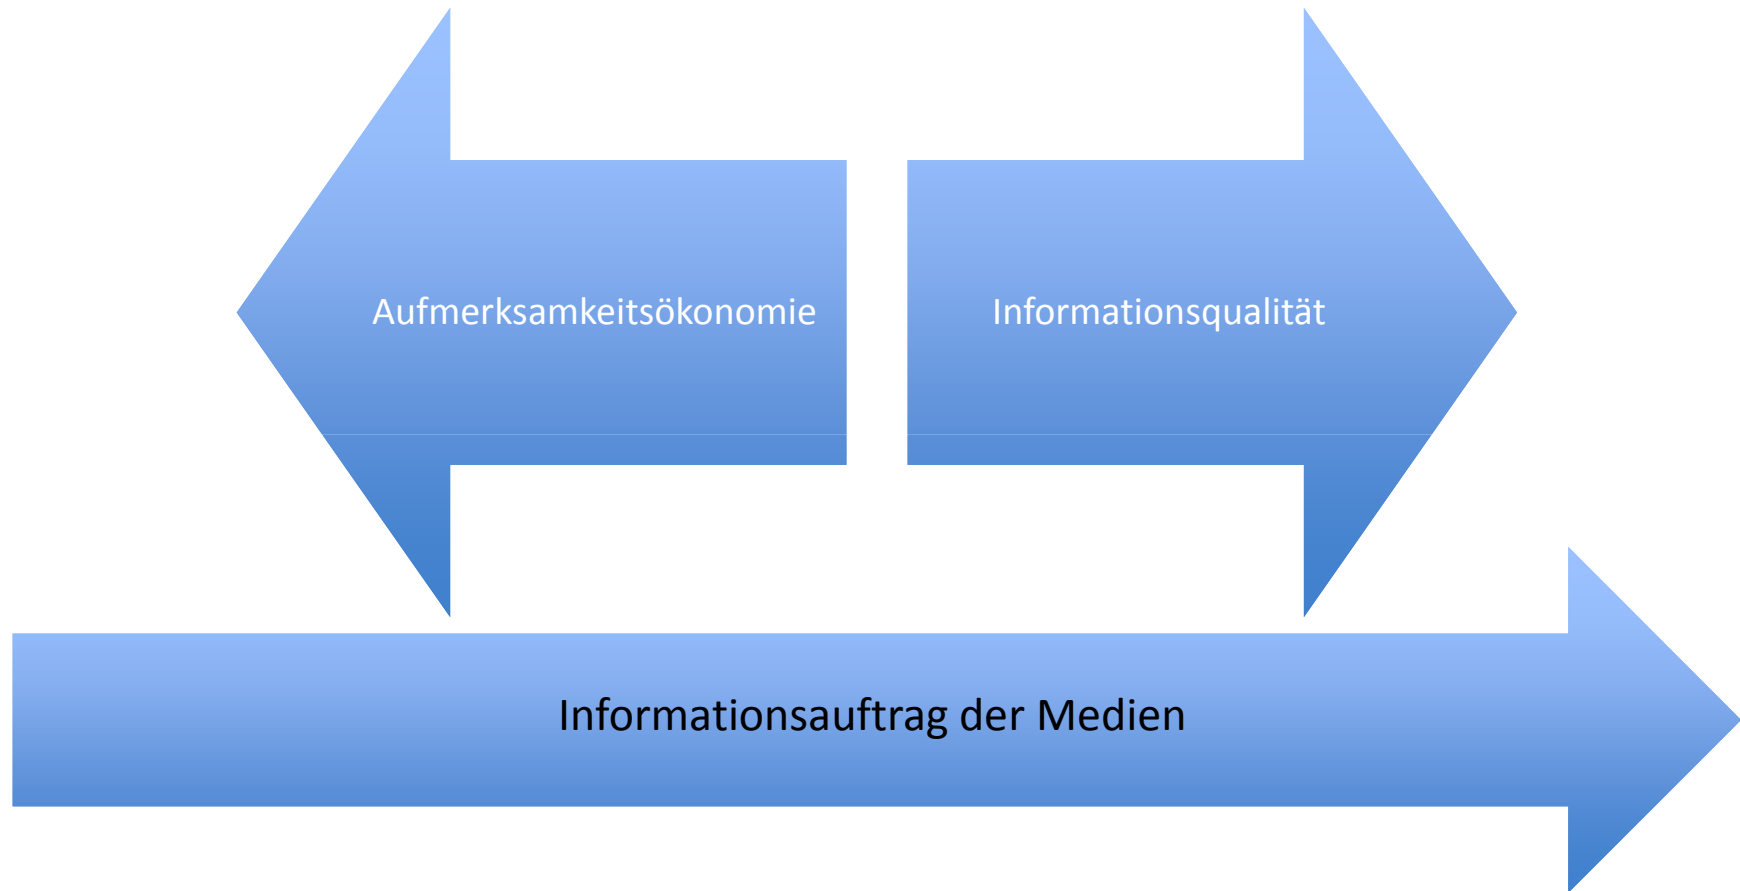 Aufmerksamkeitsökonomie
Informationsqualität
Informationsauftrag der Medien